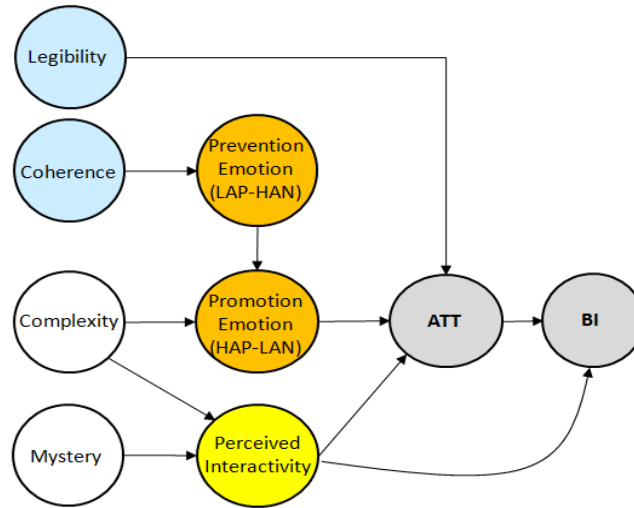 Legibility
Coherence
Prevention
Emotion
(LAP-HAN)
Complexity
Promotion
Emotion
(HAP-LAN)
ATT
BI
Mystery
Perceived
Interactivity